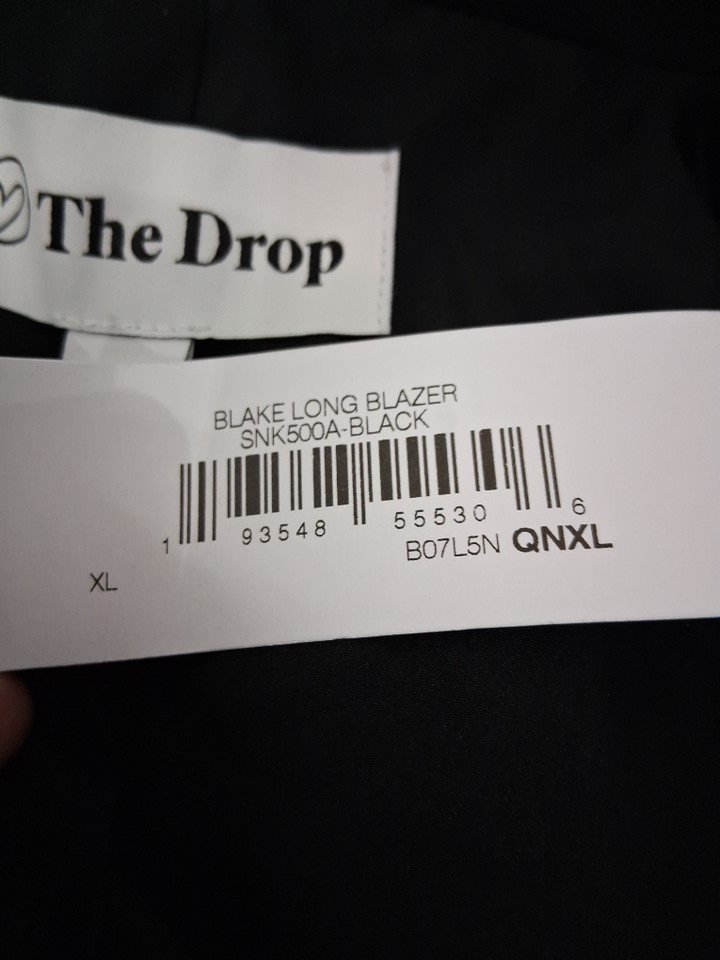 The Drop
BLAKE LONG BLAZER
SNK500A-BLACK
1 93548 55530 6
B07L5N QNXL
XL